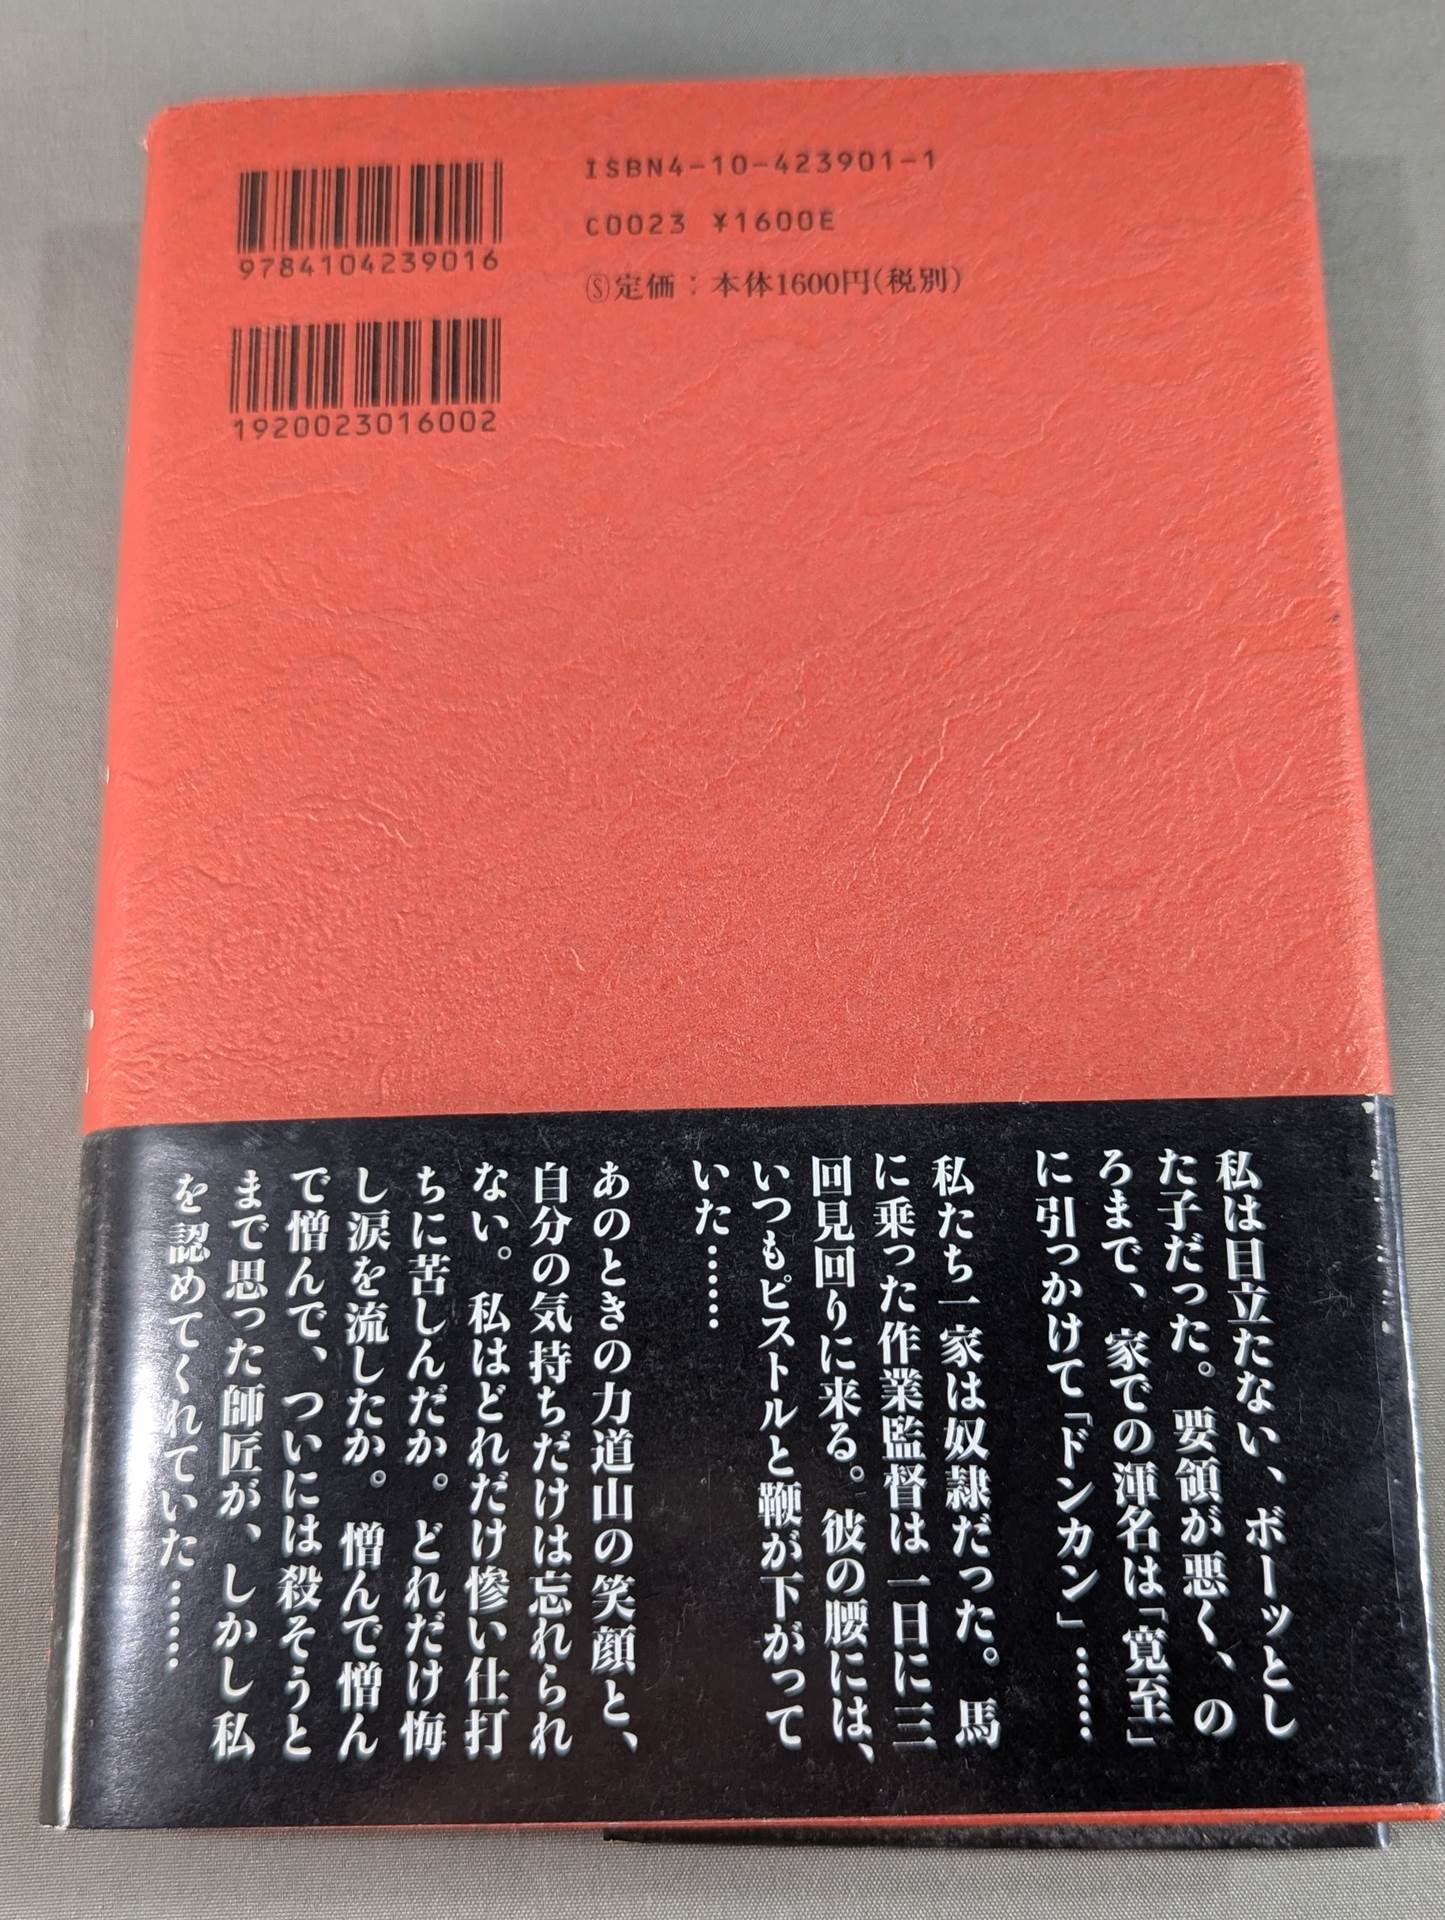 9784104239016
1920023016002
ISBN4-10-423901-1
C0023 ¥1600E
Ⓢ定価：本体1600円(税別)
私は目立たない、ボーッとし
た子だった。要領が悪く、の
ろまで、家での渾名は「寛至」
に引っかけて「ドンカン」……
私たち一家は奴隷だった。馬
に乗った作業監督は一日に三
回見回りに来る。彼の腰には、
いつもピストルと鞭が下がって
いた……
あのときの力道山の笑顔と、
自分の気持ちだけは忘れられ
ない。私はどれだけ惨い仕打
ちに苦しんだか。どれだけ悔
し涙を流したか。憎んで憎ん
で憎んで、ついには殺そうと
まで思った師匠が、しかし私
を認めてくれていた……